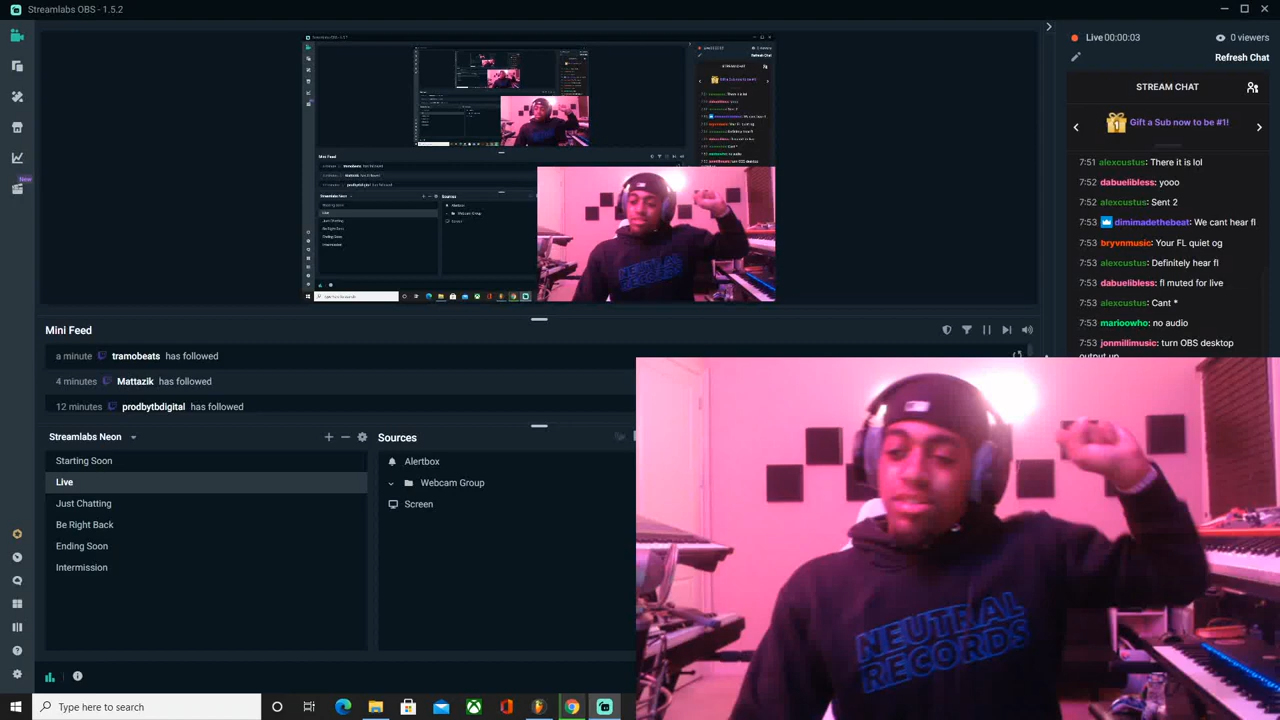 Streamlabs OBS - 1.5.2
Live 00:00:03
0 viewers
Refresh Cha
STREAM CHAT
Gift a sub now to be #1!
7:51 alexcustus: There it is lol
7:52 dabuelibless: yooo
7:52 alexcustus: Sent 2
7:53 dimimadethebeat: We cant hear fl
7:53 bryvnmusic: Your FL quiet og
7:53 alexcustus: Definitely hear fl
7:53 dabuelibless: fl muted for live
7:53 alexcustus: Cant *
7:53 marioowho: no audio
7:53 jonmillimusic: turn OBS desktop
output up
Mini Feed
a minute tramobeats has followed
4 minutes Mattazik has followed
12 minutes prodbytbdigital has followed
Streamlabs Neon
Sources
Starting Soon
Live
Just Chatting
Be Right Back
Ending Soon
Intermission
Alertbox
Webcam Group
Screen
NEUTRAL
RECORDS
Type here to search